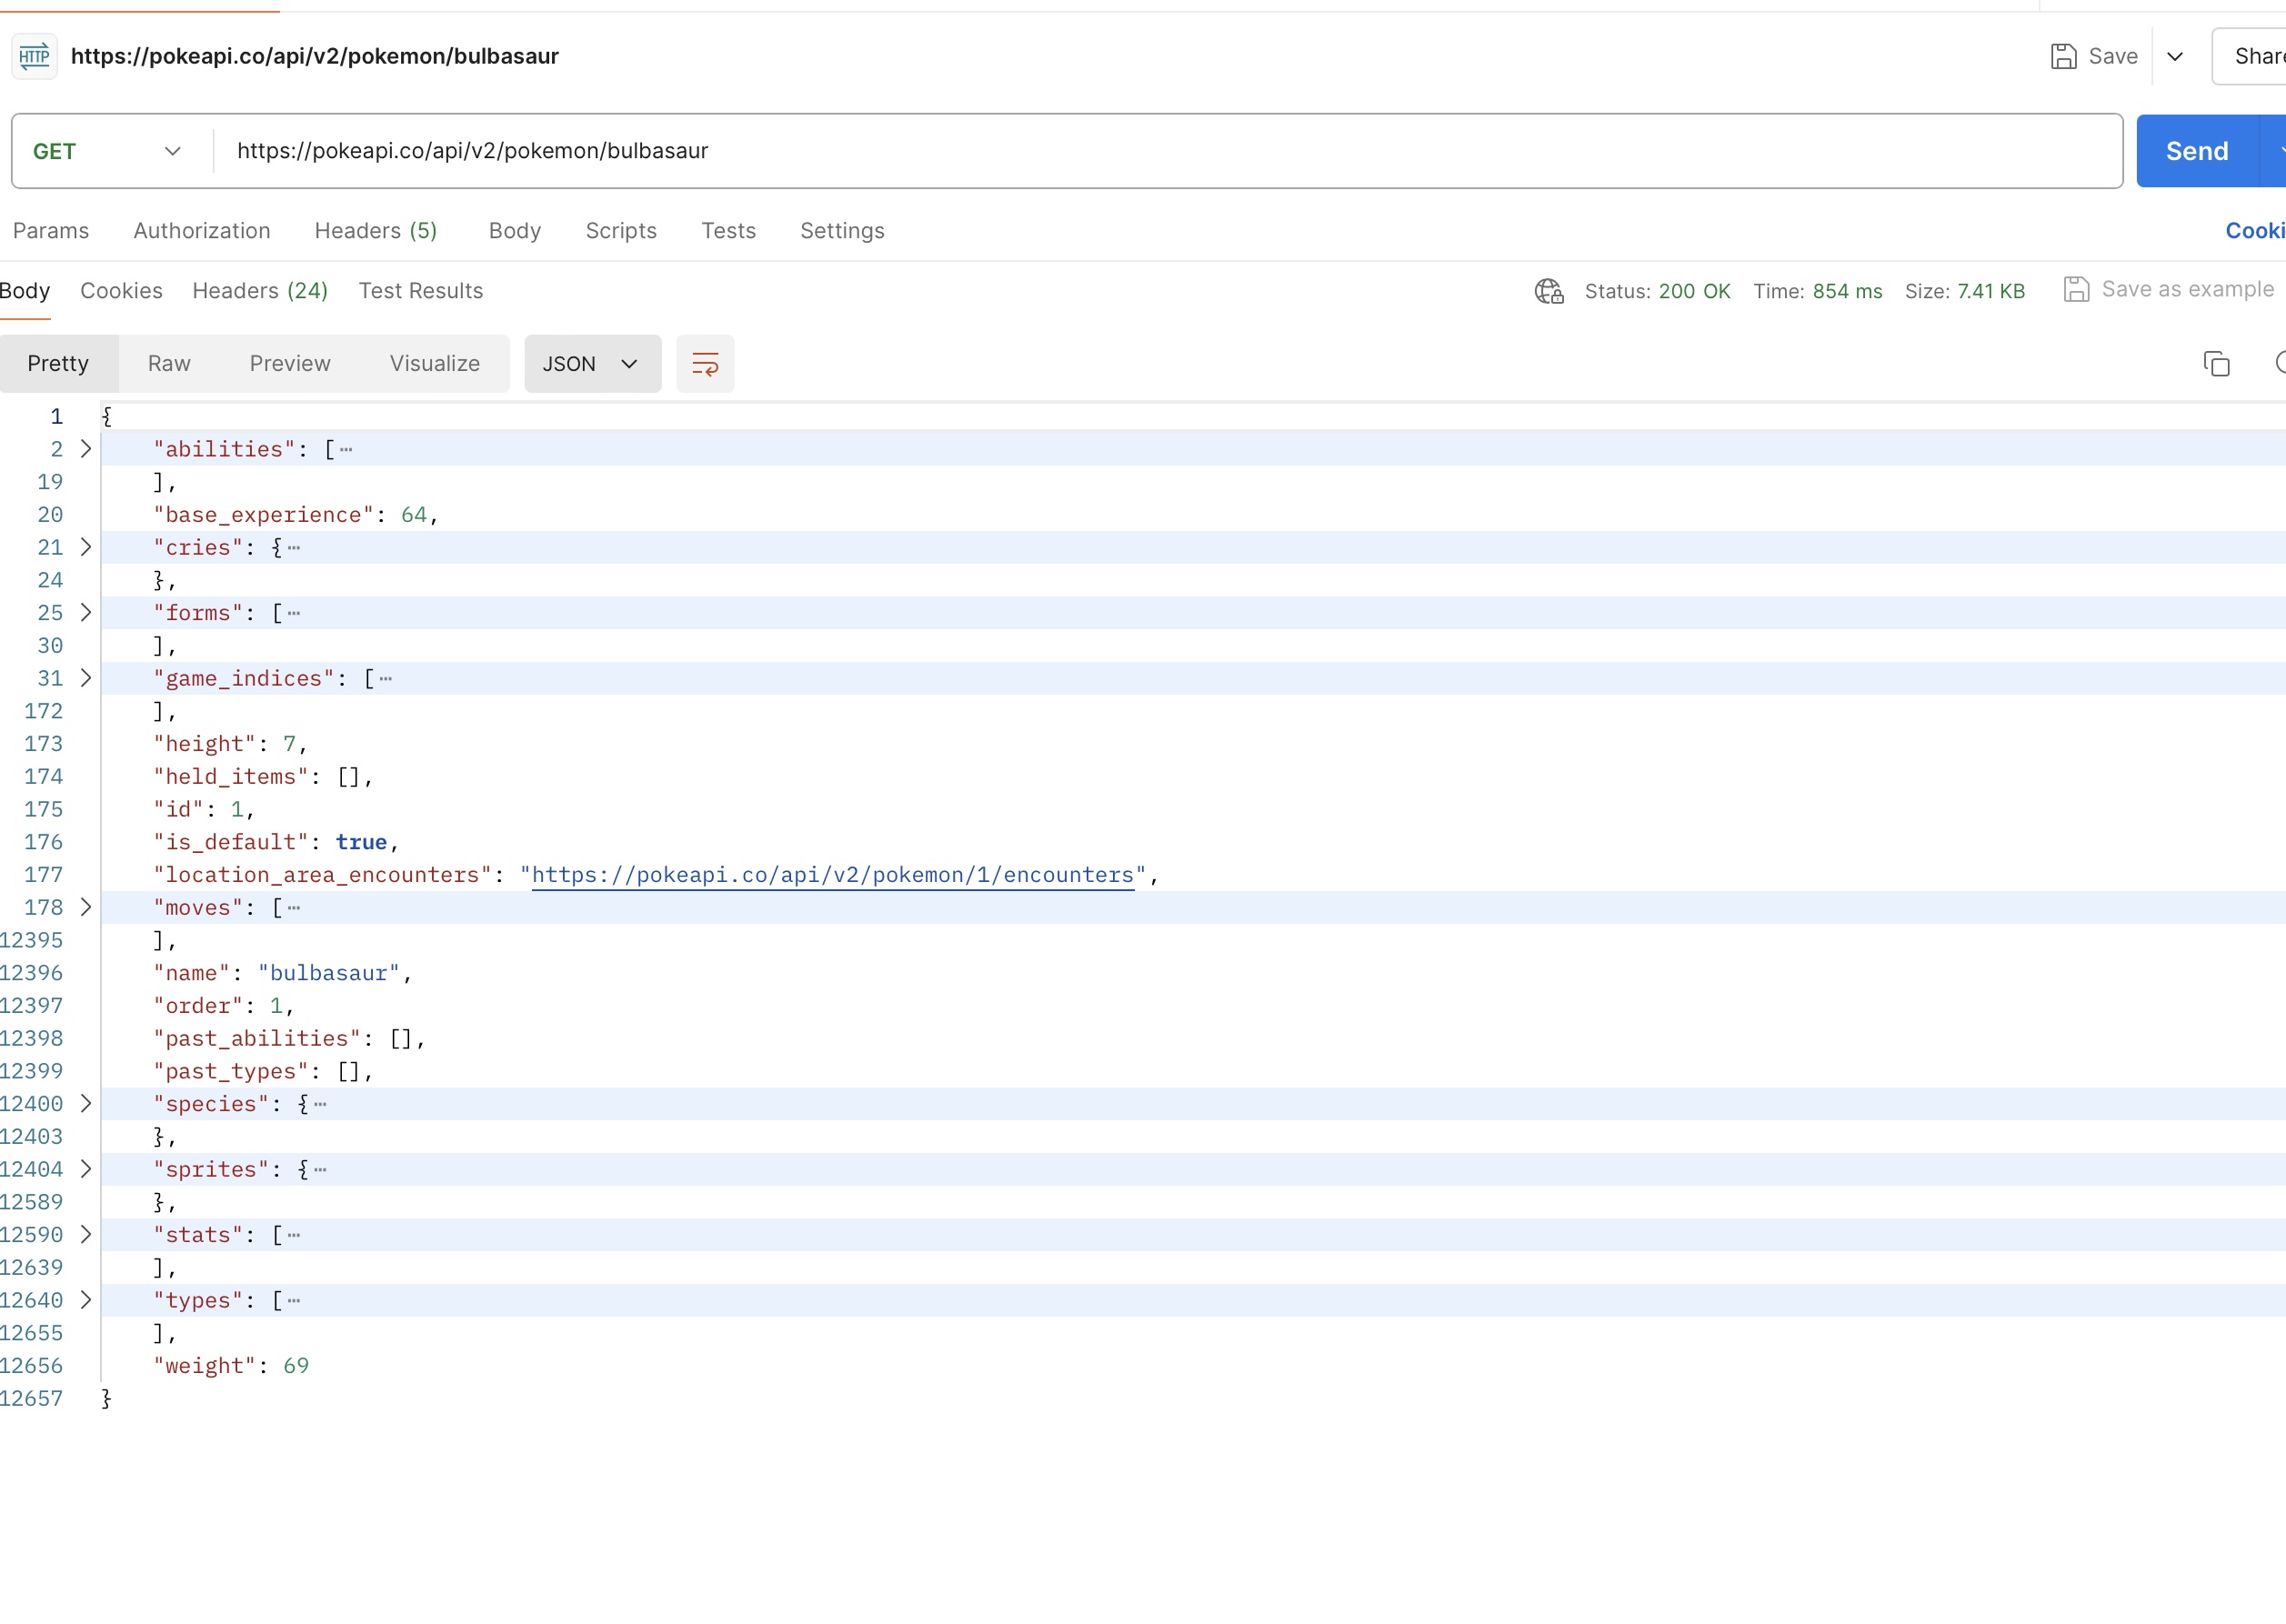 HTTP https://pokeapi.co/api/v2/pokemon/bulbasaur Save
GET https://pokeapi.co/api/v2/pokemon/bulbasaur Send
Params Authorization Headers (5) Body Scripts Tests Settings Cooki
Body Cookies Headers (24) Test Results Status: 200 OK Time: 854 ms Size: 7.41 KB Save as example
Pretty Raw Preview Visualize JSON
1 {
2 "abilities": [⋯
19 ],
20 "base_experience": 64,
21 "cries": {⋯
24 },
25 "forms": [⋯
30 ],
31 "game_indices": [⋯
172 ],
173 "height": 7,
174 "held_items": [],
175 "id": 1,
176 "is_default": true,
177 "location_area_encounters": "https://pokeapi.co/api/v2/pokemon/1/encounters",
178 "moves": [⋯
12395 ],
12396 "name": "bulbasaur",
12397 "order": 1,
12398 "past_abilities": [],
12399 "past_types": [],
12400 "species": {⋯
12403 },
12404 "sprites": {⋯
12589 },
12590 "stats": [⋯
12639 ],
12640 "types": [⋯
12655 ],
12656 "weight": 69
12657 }